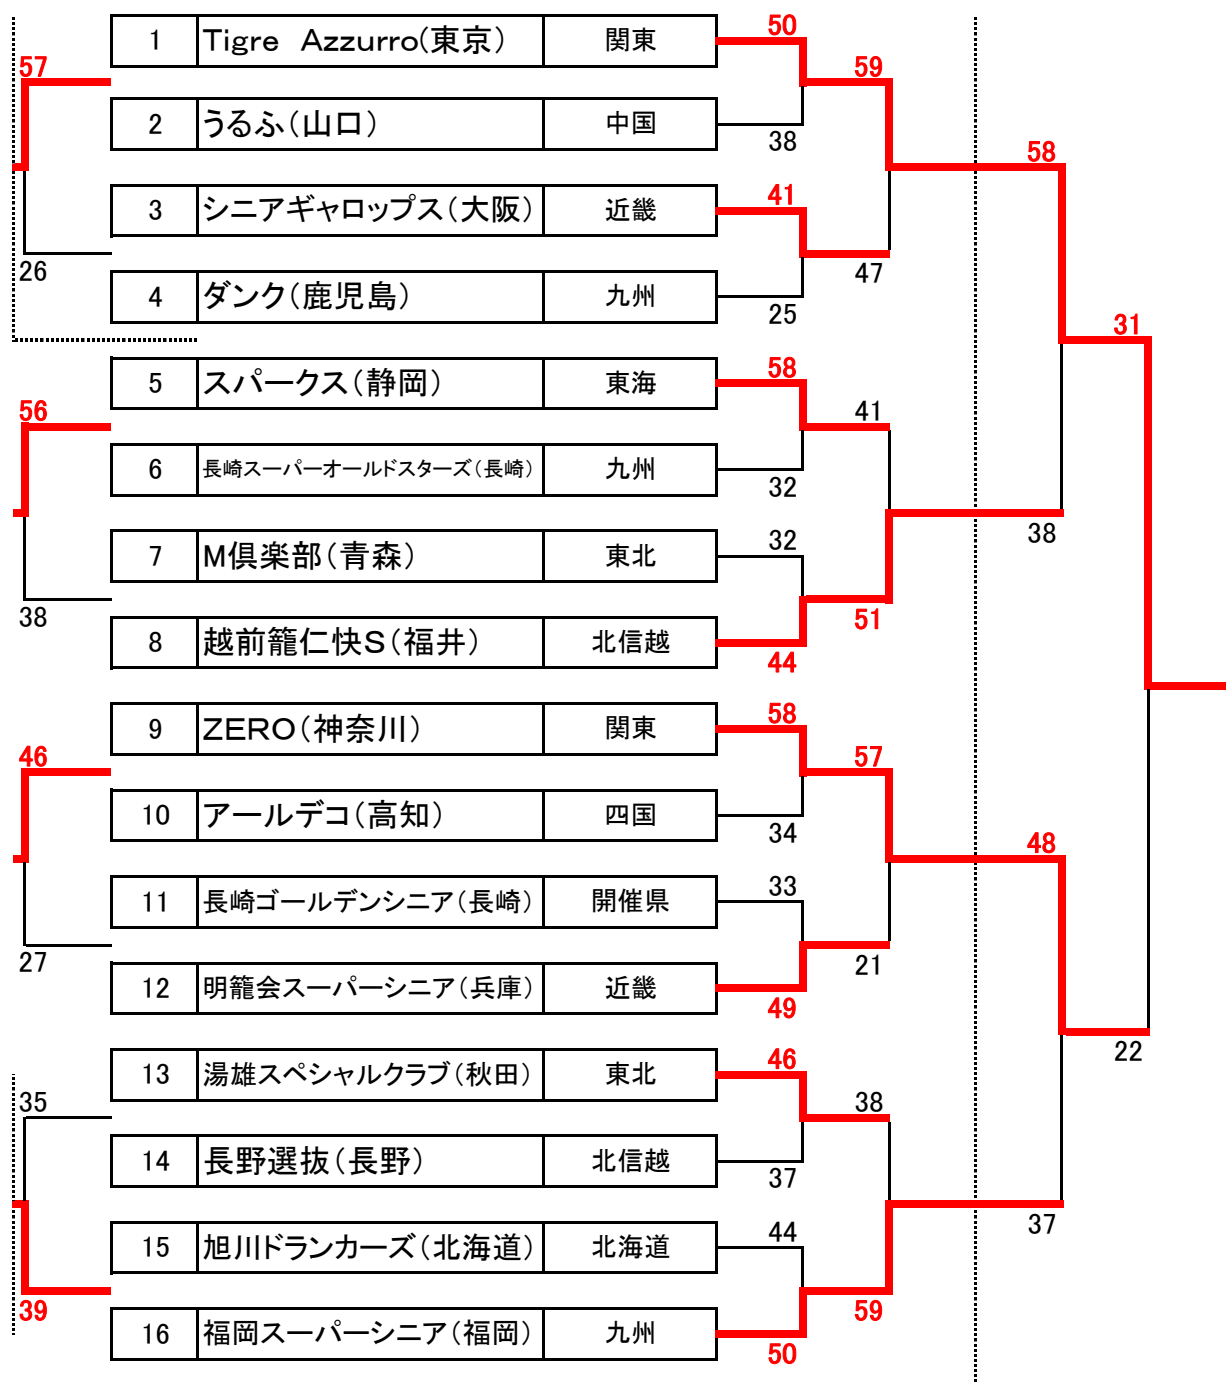 1 Tigre Azzurro(東京) 関東 50
57 59
2 うるふ(山口) 中国 38
58
3 シニアギャロップス(大阪) 近畿 41
26 47
4 ダンク(鹿児島) 九州 25
31
5 スパークス(静岡) 東海 58
56 41
6 長崎スーパーオールドスターズ(長崎) 九州 32
38
7 M倶楽部(青森) 東北 32
38 51
8 越前籠仁快S(福井) 北信越 44
9 ZERO(神奈川) 関東 58
46 57
10 アールデコ(高知) 四国 34
48
11 長崎ゴールデンシニア(長崎) 開催県 33
27 21
12 明籠会スーパーシニア(兵庫) 近畿 49
22
13 湯雄スペシャルクラブ(秋田) 東北 46
35 38
14 長野選抜(長野) 北信越 37
37
15 旭川ドランカーズ(北海道) 北海道 44
39 59
16 福岡スーパーシニア(福岡) 九州 50